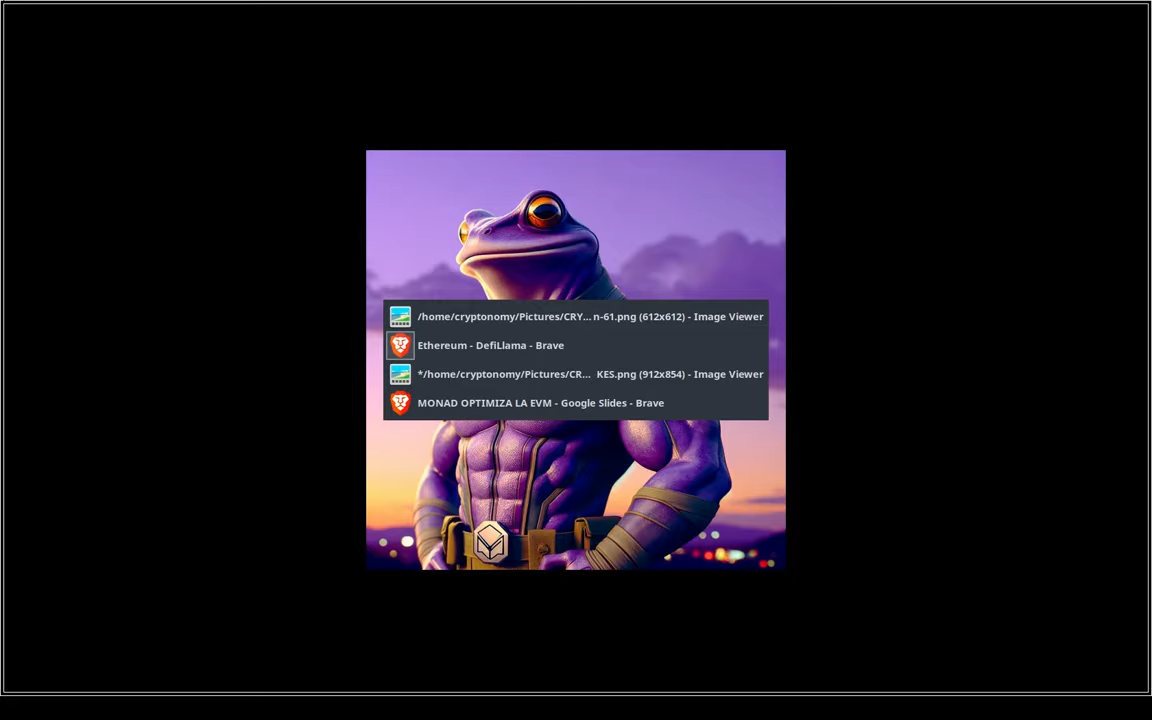 /home/cryptonomy/Pictures/CRY... n-61.png (612x612) - Image Viewer
Ethereum - DefiLlama - Brave
*/home/cryptonomy/Pictures/CR... KES.png (912x854) - Image Viewer
MONAD OPTIMIZA LA EVM - Google Slides - Brave